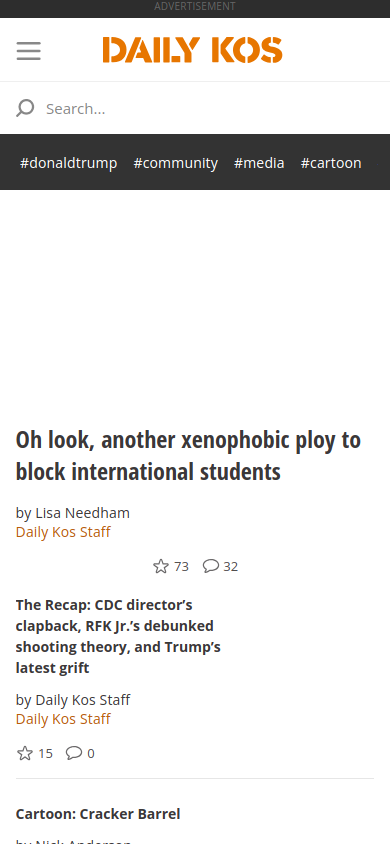 ADVERTISEMENT
DAILY KOS
Search...
#donaldtrump #community #media #cartoon
Oh look, another xenophobic ploy to
block international students
by Lisa Needham
Daily Kos Staff
73 32
The Recap: CDC director’s
clapback, RFK Jr.’s debunked
shooting theory, and Trump’s
latest grift
by Daily Kos Staff
Daily Kos Staff
15 0
Cartoon: Cracker Barrel
by Nick Anderson